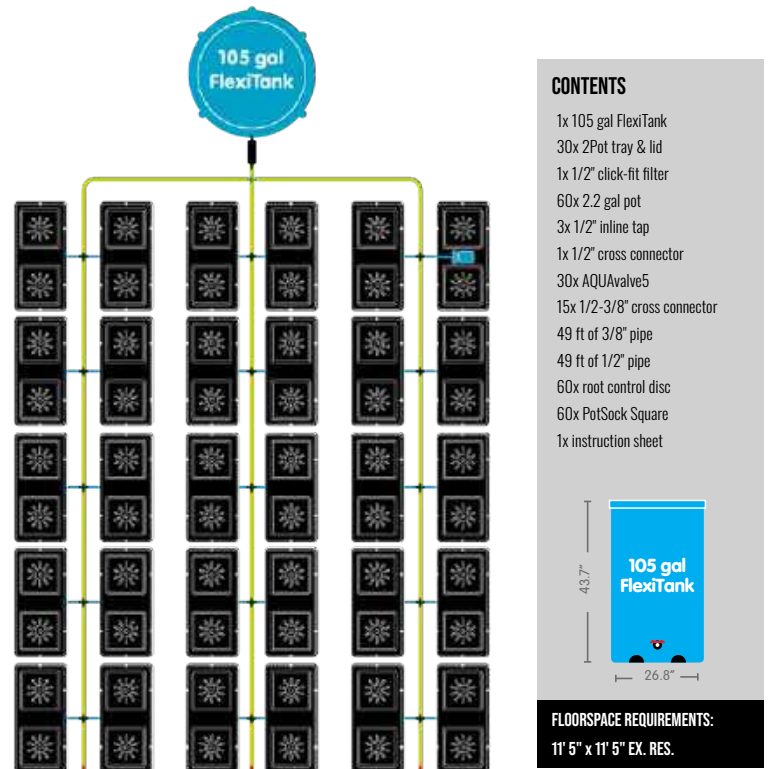 105 gal
FlexiTank
CONTENTS
1x 105 gal FlexiTank
30x 2Pot tray & lid
1x 1/2" click-fit filter
60x 2.2 gal pot
3x 1/2" inline tap
1x 1/2" cross connector
30x AQUAvalve5
15x 1/2-3/8" cross connector
49 ft of 3/8" pipe
49 ft of 1/2" pipe
60x root control disc
60x PotSock Square
1x instruction sheet
43.7"
105 gal
FlexiTank
26.8"
FLOORSPACE REQUIREMENTS:
11' 5" x 11' 5" EX. RES.